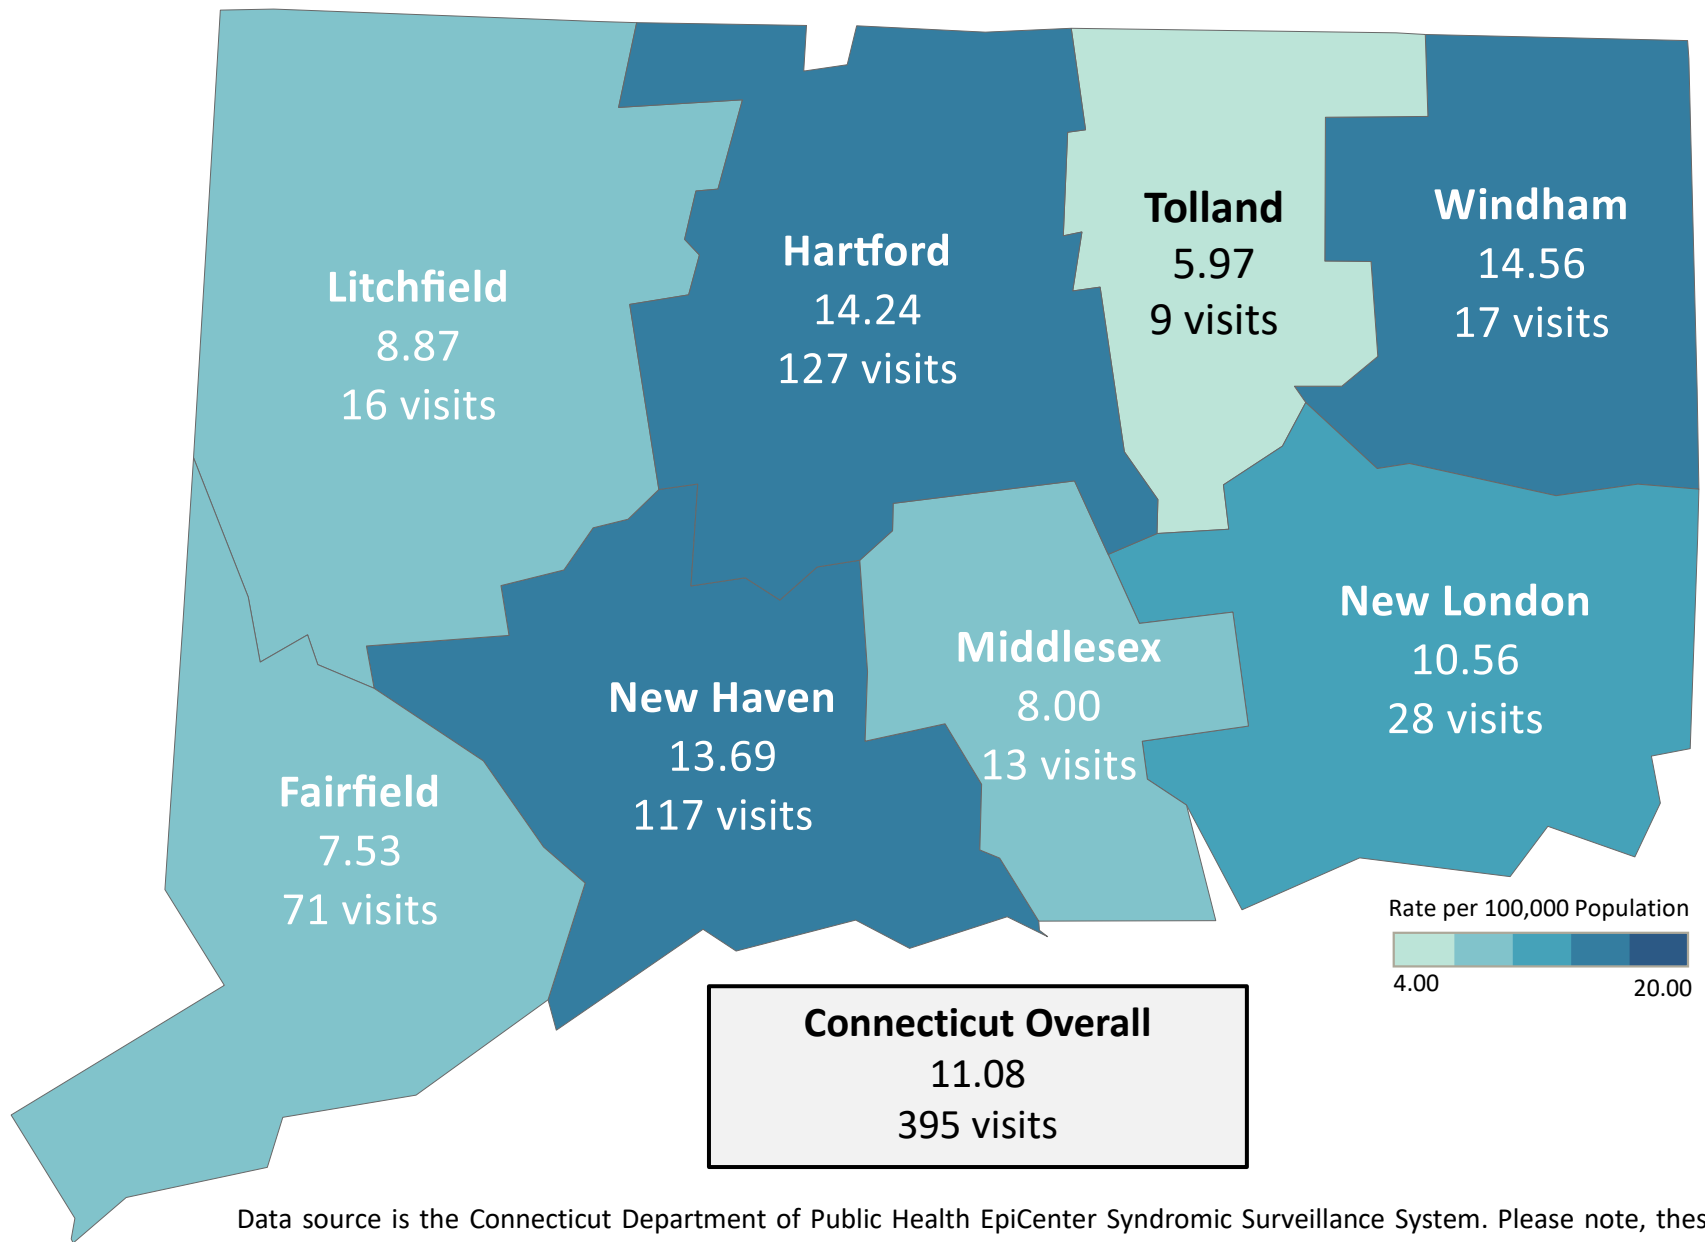 Tolland
5.97
9 visits
Windham
14.56
17 visits
Hartford
14.24
127 visits
Litchfield
8.87
16 visits
New London
10.56
28 visits
Middlesex
8.00
13 visits
New Haven
13.69
117 visits
Fairfield
7.53
71 visits
Rate per 100,000 Population
4.00
20.00
Connecticut Overall
11.08
395 visits
Data source is the Connecticut Department of Public Health EpiCenter Syndromic Surveillance System. Please note, thes